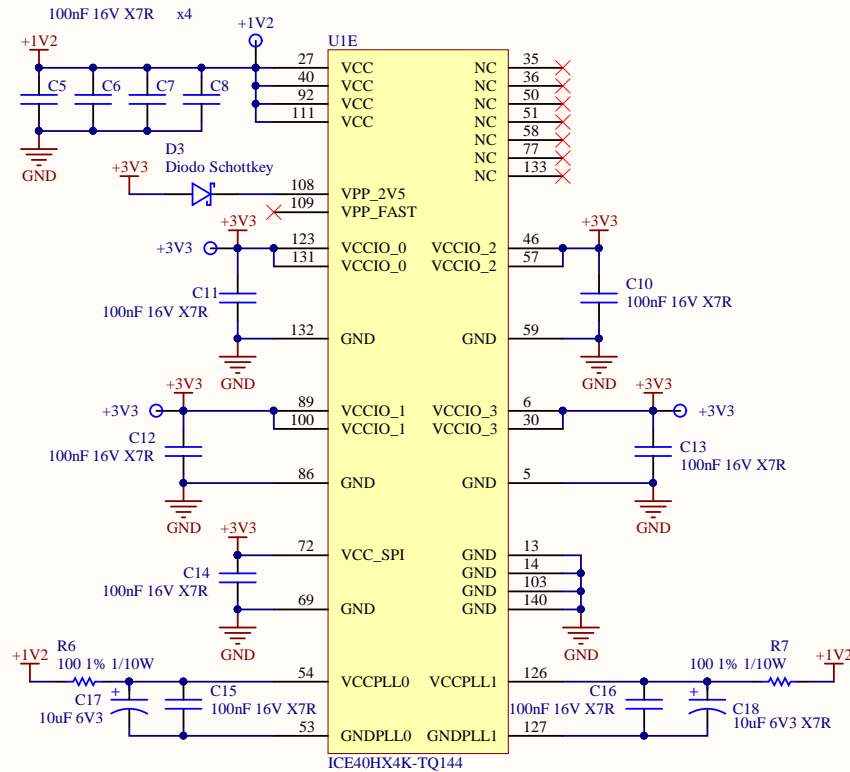 100nF 16V X7R x4
+1V2
+1V2
U1E
C5 C6 C7 C8
GND
27 VCC
40 VCC
92 VCC
111 VCC
NC 35
NC 36
NC 50
NC 51
NC 58
NC 77
NC 133
D3
Diodo Schottkey
+3V3
108 VPP_2V5
109 VPP_FAST
+3V3
+3V3
123 VCCIO_0
131 VCCIO_0
C11
100nF 16V X7R
132 GND
GND
+3V3
VCCIO_2 46
VCCIO_2 57
C10
100nF 16V X7R
GND 59
GND
+3V3
+3V3
89 VCCIO_1
100 VCCIO_1
C12
100nF 16V X7R
86 GND
GND
+3V3
+3V3
VCCIO_3 6
VCCIO_3 30
C13
100nF 16V X7R
GND 5
GND
+3V3
72 VCC_SPI
C14
100nF 16V X7R
69 GND
GND
GND 13
GND 14
GND 103
GND 140
GND
+1V2
R6
100 1% 1/10W
54 VCCPLL0
C17
10uF 6V3
+
C15
100nF 16V X7R
53 GNDPLL0
VCCPLL1 126
R7
100 1% 1/10W
+1V2
C16
100nF 16V X7R
+
C18
10uF 6V3 X7R
GNDPLL1 127
ICE40HX4K-TQ144